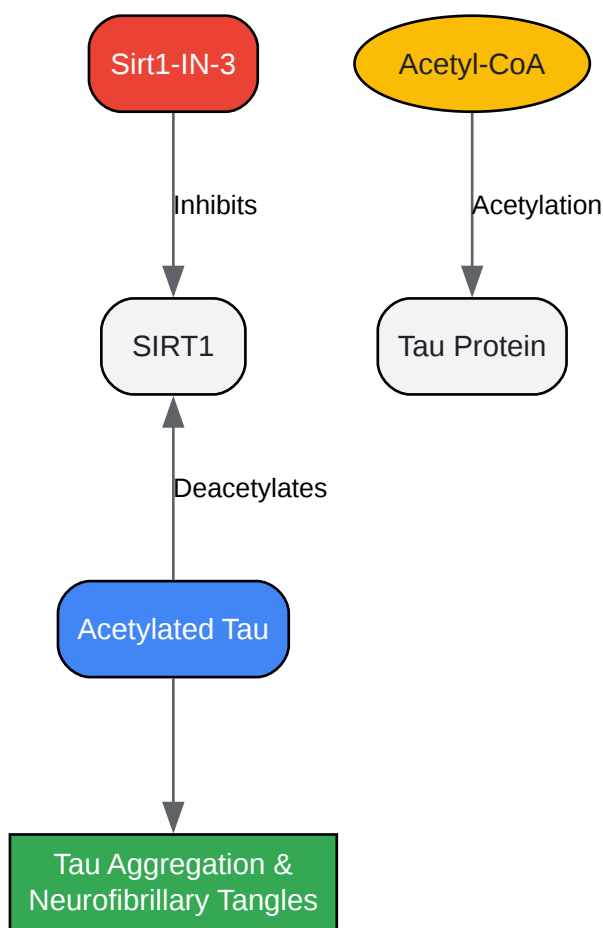 Sirt1-IN-3
Acetyl-CoA
Inhibits
Acetylation
SIRT1
Tau Protein
Deacetylates
Acetylated Tau
Tau Aggregation &
Neurofibrillary Tangles